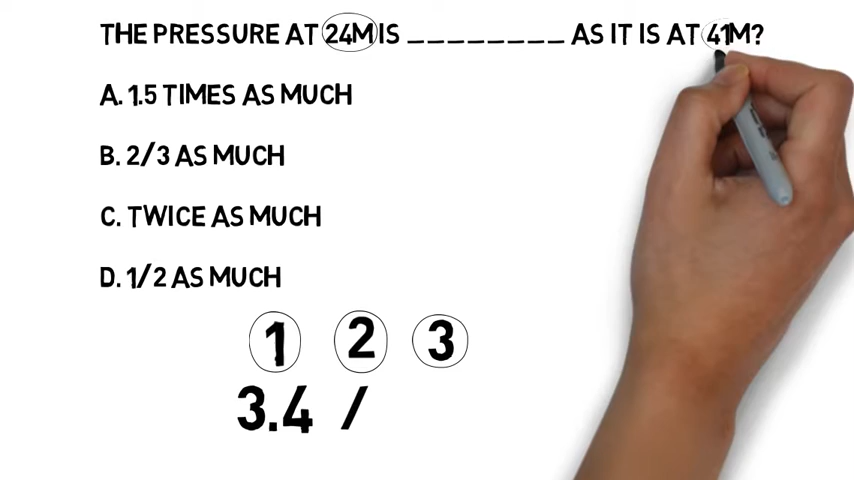 THE PRESSURE AT 24M IS ________ AS IT IS AT 41M?
A. 1.5 TIMES AS MUCH
B. 2/3 AS MUCH
C. TWICE AS MUCH
D. 1/2 AS MUCH
1 2 3
3.4 /